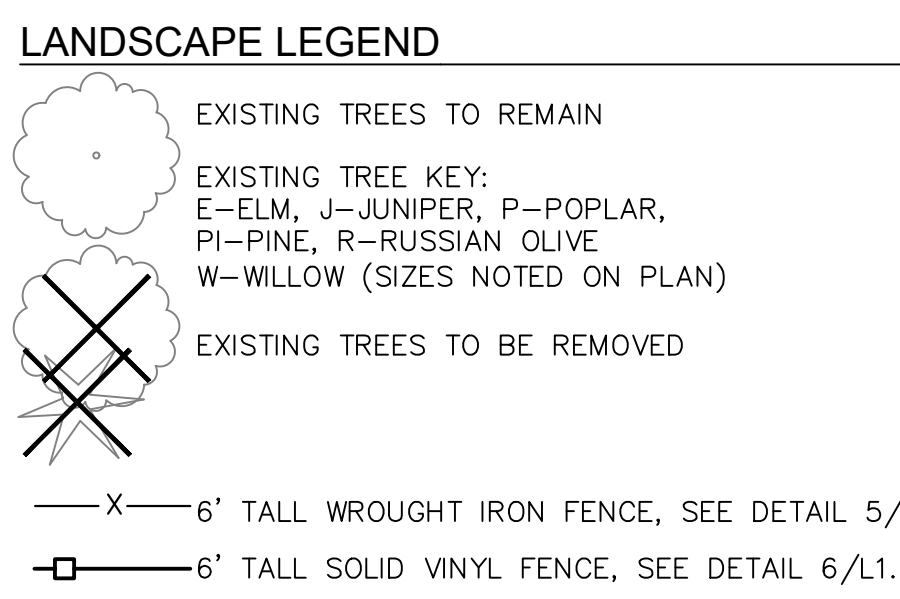 LANDSCAPE LEGEND
EXISTING TREES TO REMAIN
EXISTING TREE KEY:
E-ELM, J-JUNIPER, P-POPLAR,
PI-PINE, R-RUSSIAN OLIVE
W-WILLOW (SIZES NOTED ON PLAN)
EXISTING TREES TO BE REMOVED
X 6' TALL WROUGHT IRON FENCE, SEE DETAIL 5/
6' TALL SOLID VINYL FENCE, SEE DETAIL 6/L1.